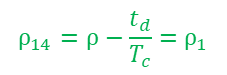 ρ₁₄ = ρ − t_d/T_c = ρ₁